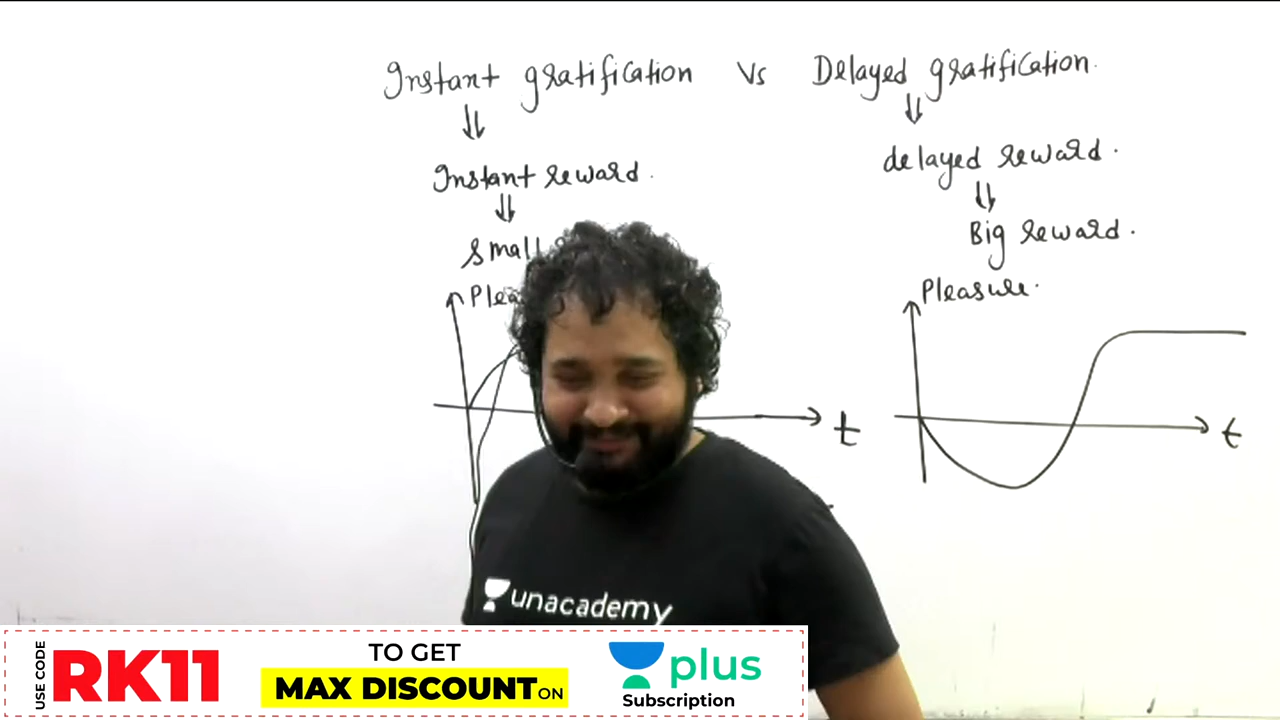 Instant gratification Vs Delayed gratification.
Instant reward.
delayed reward.
Small
Big reward.
Pleasure.
t
t
unacademy
USE CODE
RK11
TO GET
MAX DISCOUNT ON
plus
Subscription